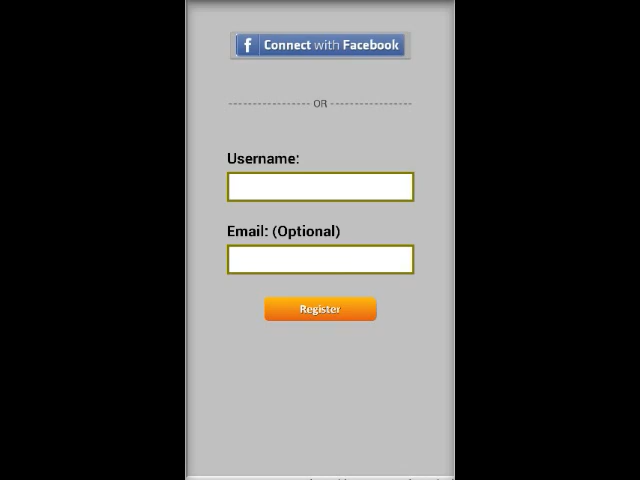 f Connect with Facebook
OR
Username:
Email: (Optional)
Register